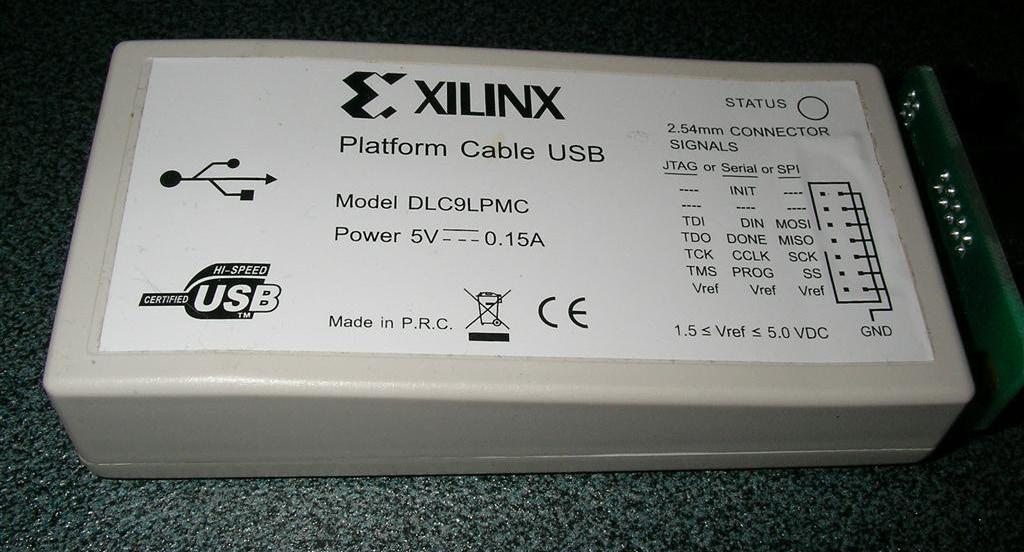 XILINX
Platform Cable USB
Model DLC9LPMC
Power 5V 0.15A
HI-SPEED
CERTIFIED USB TM
Made in P.R.C.
CE
STATUS
2.54mm CONNECTOR
SIGNALS
JTAG or Serial or SPI
---- INIT ----
---- ---- ----
TDI DIN MOSI
TDO DONE MISO
TCK CCLK SCK
TMS PROG SS
Vref Vref Vref
1.5 ≤ Vref ≤ 5.0 VDC
GND